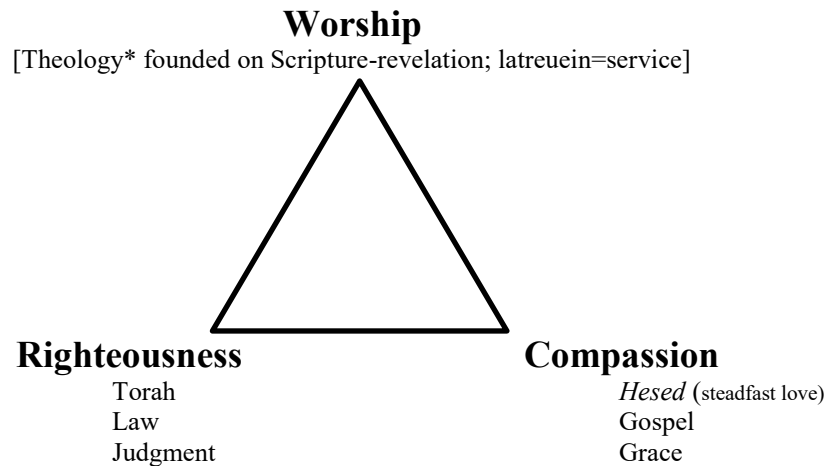 Worship
[Theology* founded on Scripture-revelation; latreuein=service]
Righteousness
Torah
Law
Judgment
Compassion
Hesed (steadfast love)
Gospel
Grace